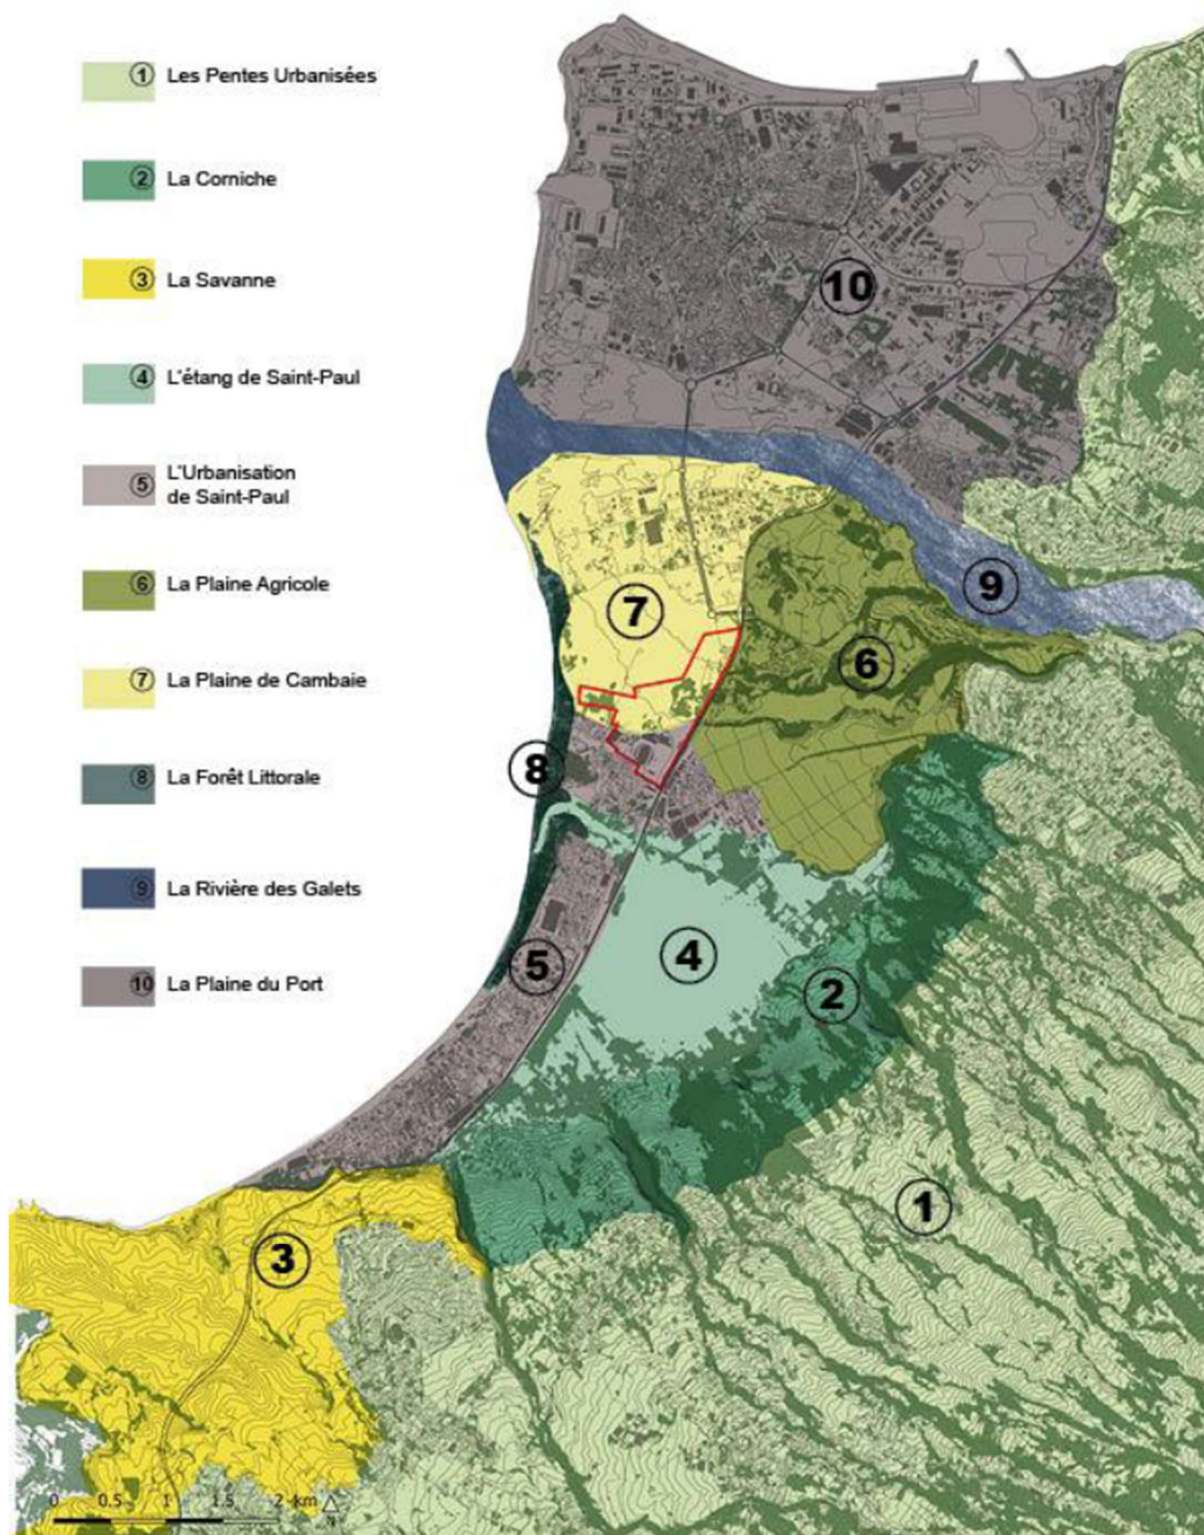 ① Les Pentes Urbanisées
② La Corniche
③ La Savanne
④ L'étang de Saint-Paul
⑤ L'Urbanisation
de Saint-Paul
⑥ La Plaine Agricole
⑦ La Plaine de Cambaie
⑧ La Forêt Littorale
⑨ La Rivière des Galets
⑩ La Plaine du Port
⑩
⑨
⑦
⑥
⑧
④
⑤
②
①
③
0 0.5 1 1.5 2 km
N